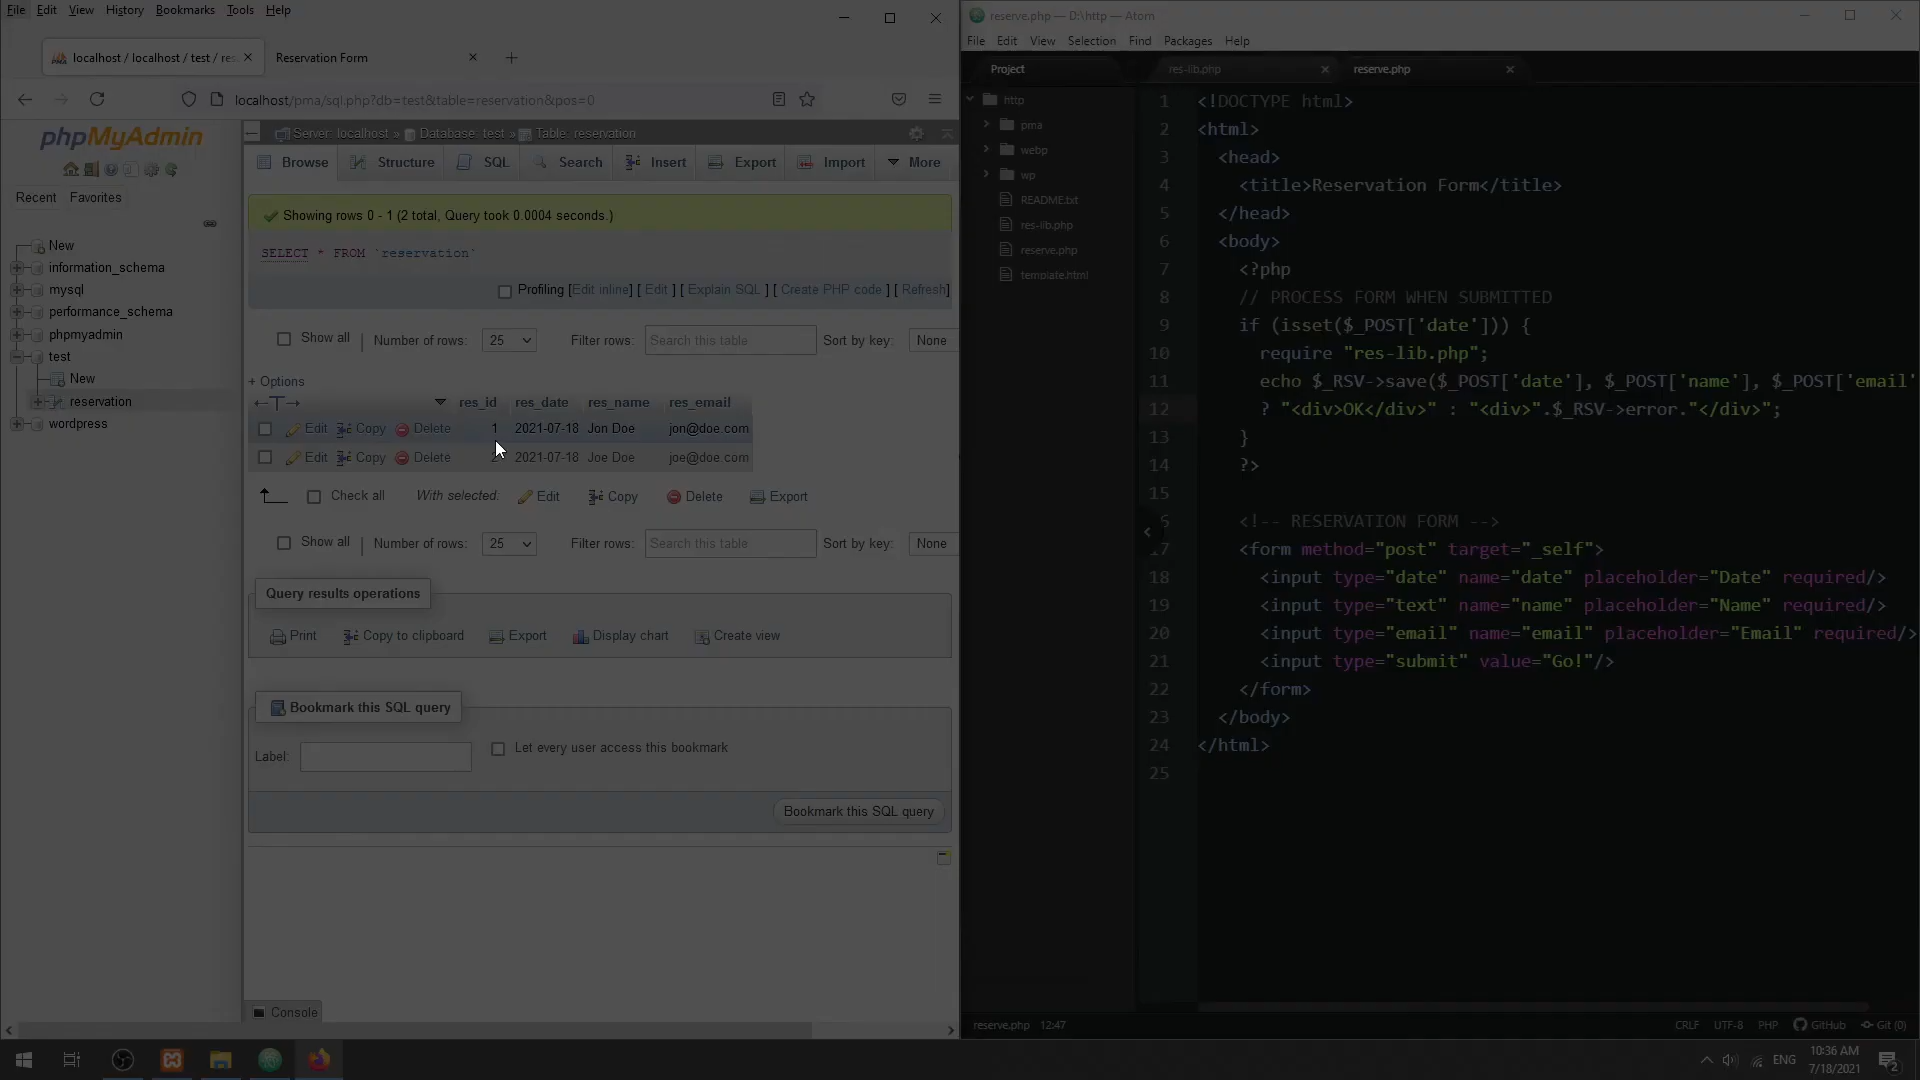 File Edit View History Bookmarks Tools Help
localhost / localhost / test / res
Reservation Form
localhost/pma/sql.php?db=test&table=reservation&pos=0
phpMyAdmin
Recent Favorites
New
information_schema
mysql
performance_schema
phpmyadmin
test
New
reservation
wordpress
Server: localhost » Database: test » Table: reservation
Browse Structure SQL Search Insert Export Import More
Showing rows 0 - 1 (2 total, Query took 0.0004 seconds.)
SELECT * FROM `reservation`
Profiling [Edit inline] [ Edit ] [ Explain SQL ] [ Create PHP code ] [ Refresh]
Show all | Number of rows: 25 Filter rows: Search this table Sort by key: None
+ Options
←T→ res_id res_date res_name res_email
Edit Copy Delete 1 2021-07-18 Jon Doe jon@doe.com
Edit Copy Delete 2021-07-18 Joe Doe joe@doe.com
Check all With selected: Edit Copy Delete Export
Show all | Number of rows: 25 Filter rows: Search this table Sort by key: None
Query results operations
Print Copy to clipboard Export Display chart Create view
Bookmark this SQL query
Label: Let every user access this bookmark
Bookmark this SQL query
Console
reserve.php — D:\http — Atom
File Edit View Selection Find Packages Help
Project
http
pma
webp
wp
README.txt
res-lib.php
reserve.php
template.html
res-lib.php reserve.php
1 <!DOCTYPE html>
2 <html>
3 <head>
4 <title>Reservation Form</title>
5 </head>
6 <body>
7 <?php
8 // PROCESS FORM WHEN SUBMITTED
9 if (isset($_POST['date'])) {
10 require "res-lib.php";
11 echo $_RSV->save($_POST['date'], $_POST['name'], $_POST['email'
12 ? "<div>OK</div>" : "<div>".$_RSV->error."</div>";
13 }
14 ?>
15
6 <!-- RESERVATION FORM -->
17 <form method="post" target="_self">
18 <input type="date" name="date" placeholder="Date" required/>
19 <input type="text" name="name" placeholder="Name" required/>
20 <input type="email" name="email" placeholder="Email" required/>
21 <input type="submit" value="Go!"/>
22 </form>
23 </body>
24 </html>
25
reserve.php 12:47
CRLF UTF-8 PHP GitHub Git (0)
ENG
10:36 AM
7/18/2021
2